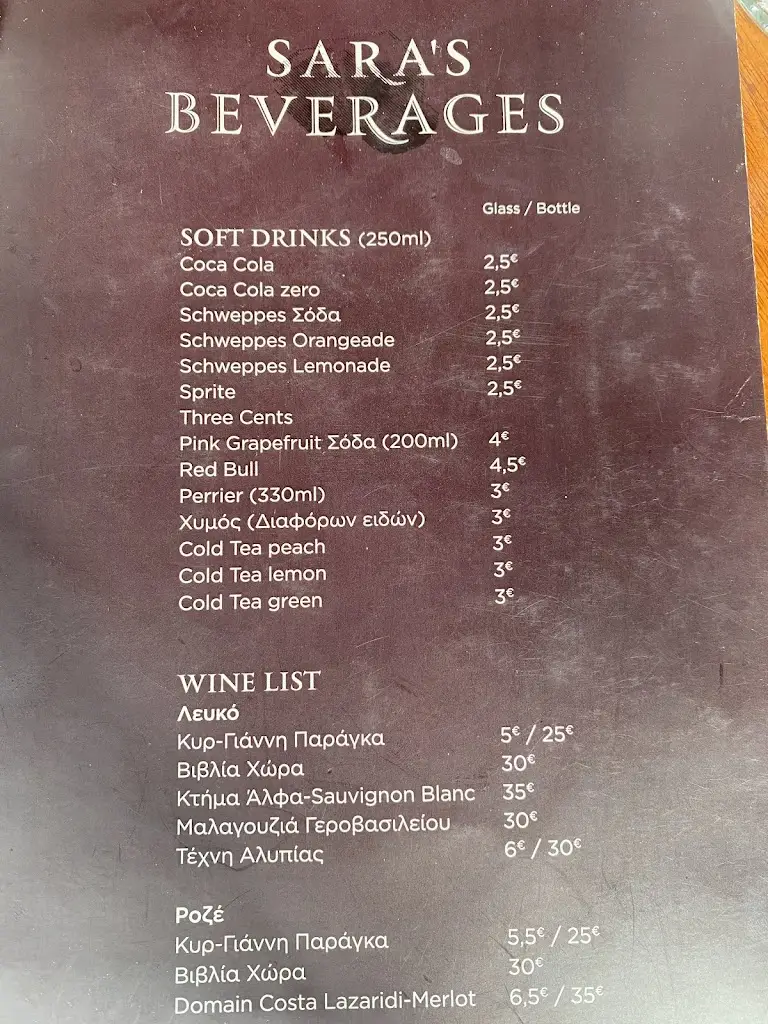 SARA'S
BEVERAGES
Glass / Bottle
SOFT DRINKS (250ml)
Coca Cola 2,5€
Coca Cola zero 2,5€
Schweppes Σόδα 2,5€
Schweppes Orangeade 2,5€
Schweppes Lemonade 2,5€
Sprite 2,5€
Three Cents
Pink Grapefruit Σόδα (200ml) 4€
Red Bull 4,5€
Perrier (330ml) 3€
Χυμός (Διαφόρων ειδών) 3€
Cold Tea peach 3€
Cold Tea lemon 3€
Cold Tea green 3€
WINE LIST
Λευκό
Κυρ-Γιάννη Παράγκα 5€ / 25€
Βιβλία Χώρα 30€
Κτήμα Άλφα-Sauvignon Blanc 35€
Μαλαγουζιά Γεροβασιλείου 30€
Τέχνη Αλυπίας 6€ / 30€
Ροζέ
Κυρ-Γιάννη Παράγκα 5,5€ / 25€
Βιβλία Χώρα 30€
Domain Costa Lazaridi-Merlot 6,5€ / 35€